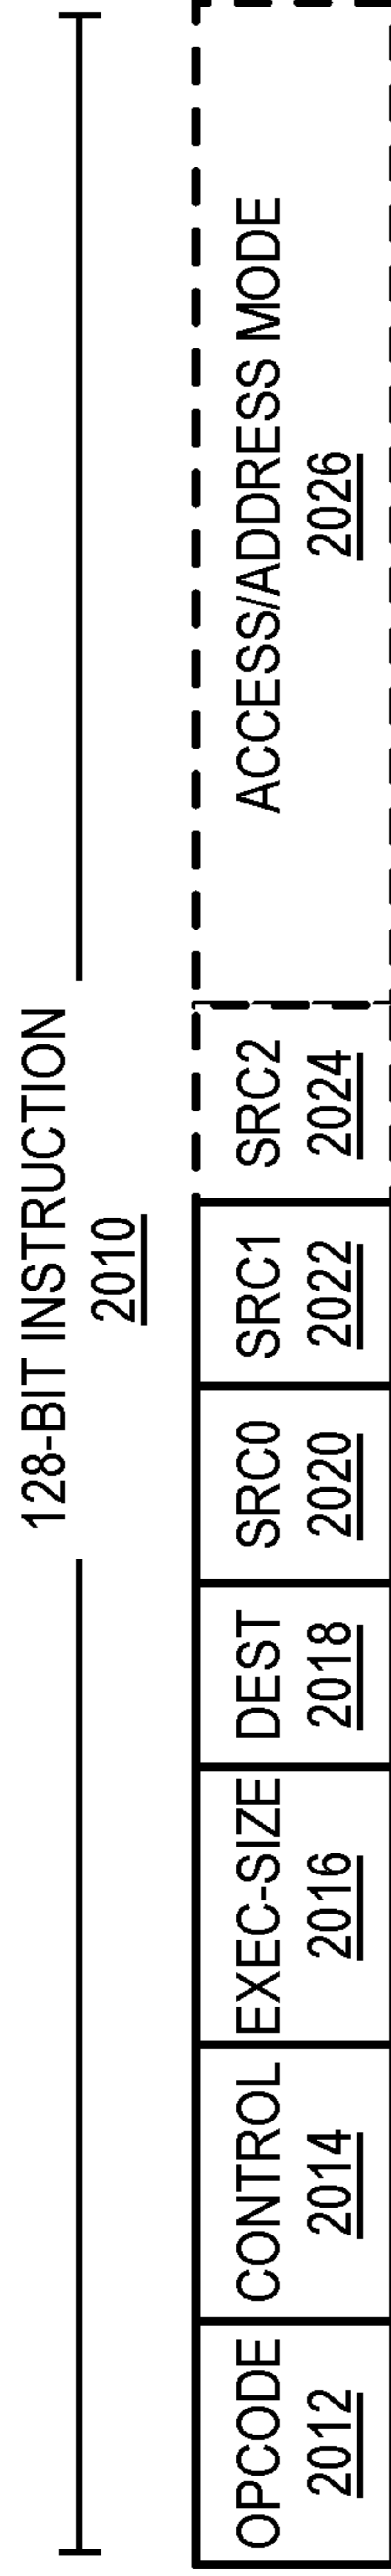 128-BIT INSTRUCTION
2010
OPCODE
2012
CONTROL
2014
EXEC-SIZE
2016
DEST
2018
SRC0
2020
SRC1
2022
SRC2
2024
ACCESS/ADDRESS MODE
2026